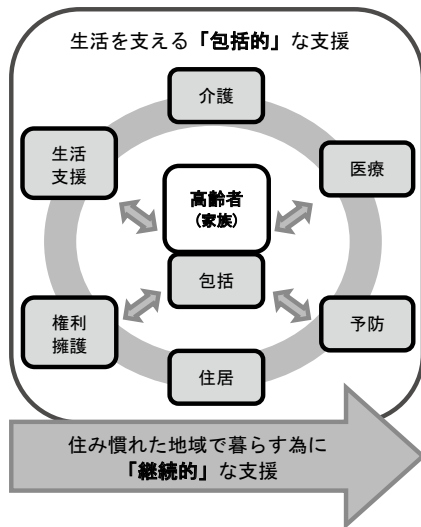 生活を支える「包括的」な支援
介護
生活
支援
医療
高齢者
(家族)
包括
権利
擁護
予防
住居
住み慣れた地域で暮らす為に
「継続的」な支援